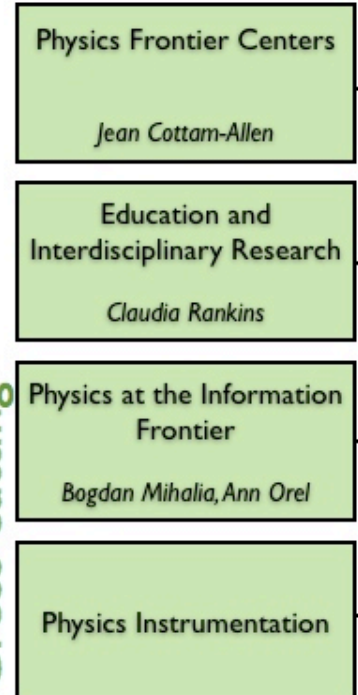 Physics Frontier Centers
Jean Cottam-Allen
Education and
Interdisciplinary Research
Claudia Rankins
Physics at the Information
Frontier
Bogdan Mihalia, Ann Orel
Physics Instrumentation